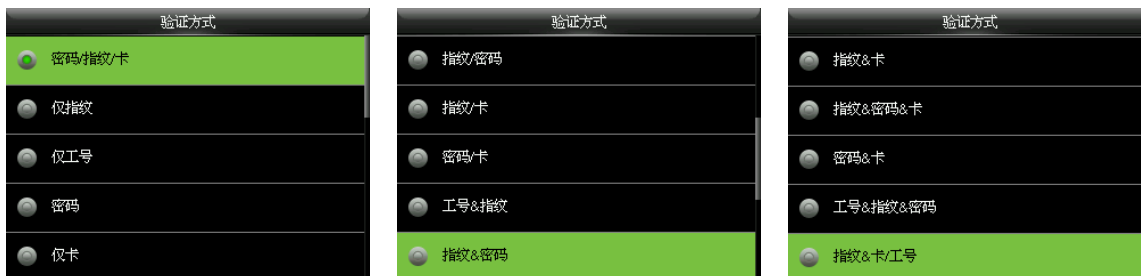 验证方式
密码/指纹/卡
仅指纹
仅工号
密码
仅卡
验证方式
指纹/密码
指纹/卡
密码/卡
工号&指纹
指纹&密码
验证方式
指纹&卡
指纹&密码&卡
密码&卡
工号&指纹&密码
指纹&卡/工号